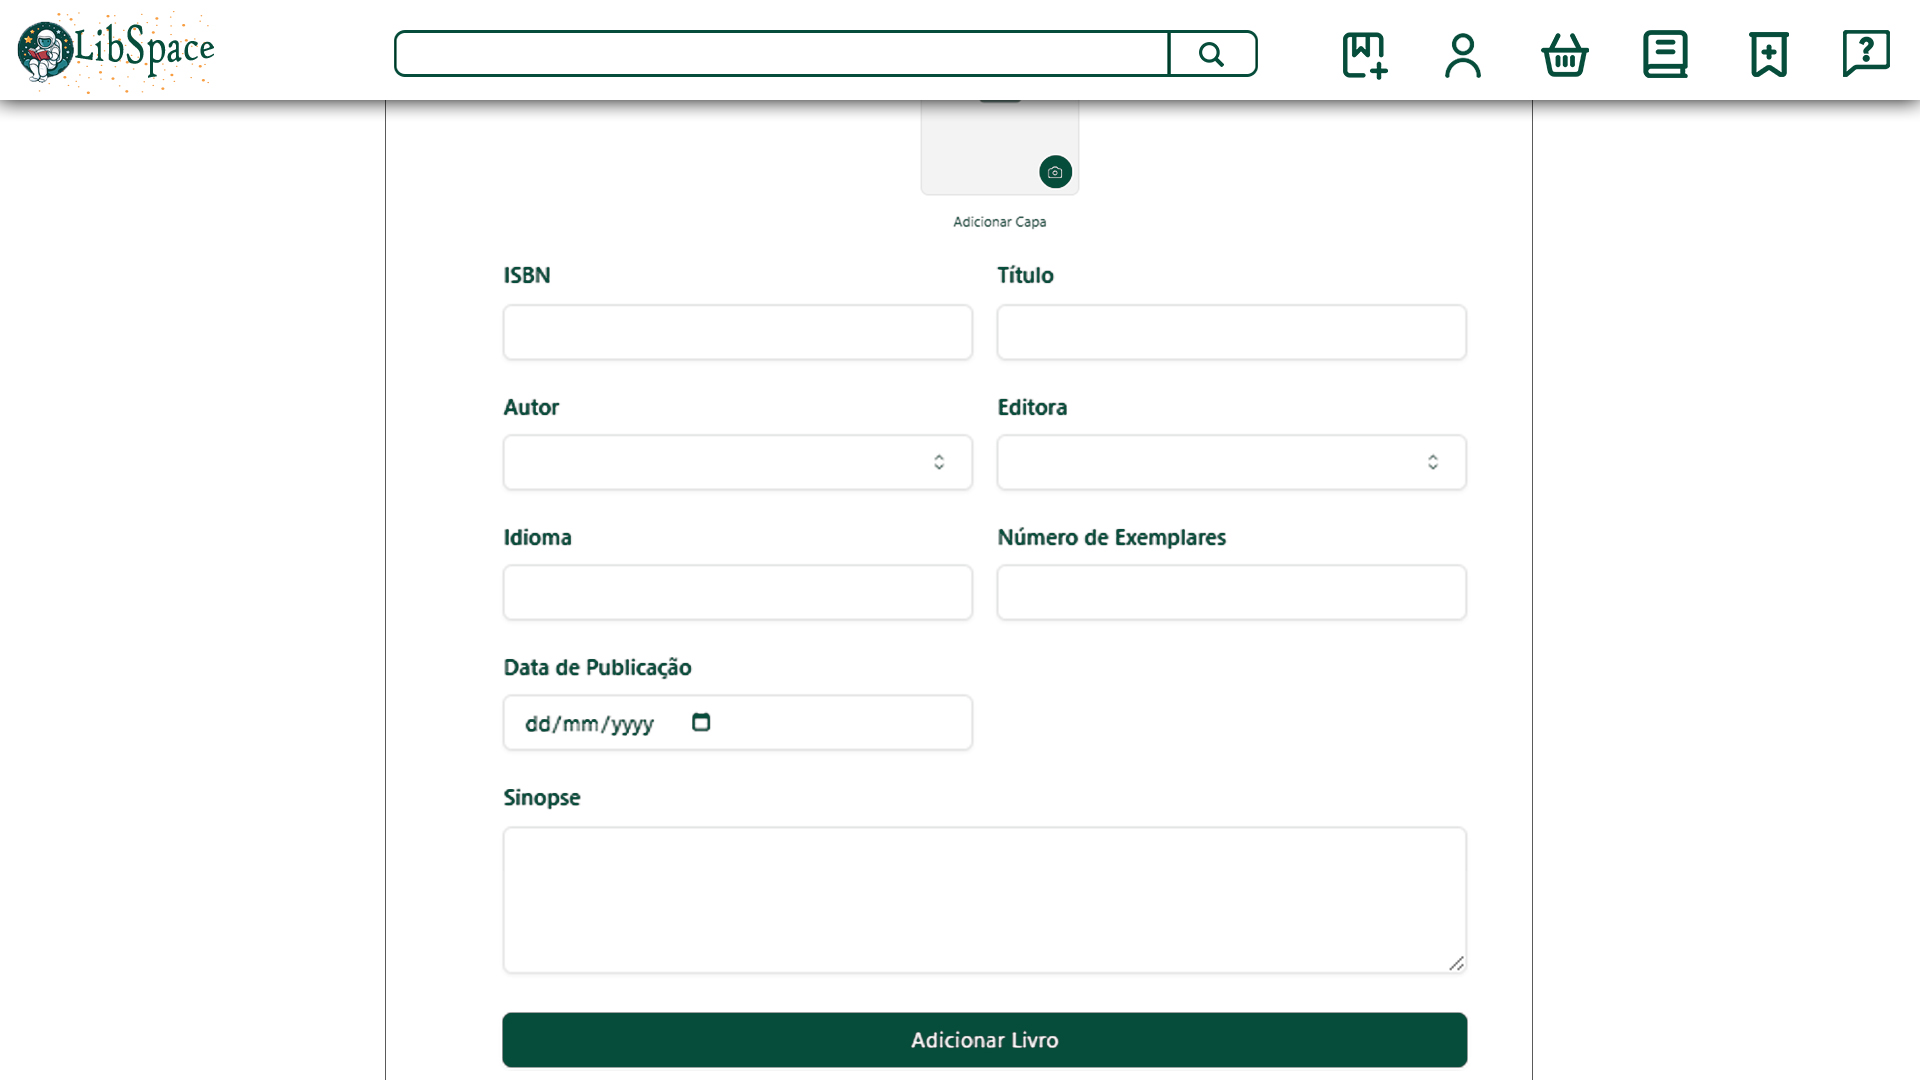 LibSpace
Adicionar Capa
ISBN
Título
Autor
Editora
Idioma
Número de Exemplares
Data de Publicação
dd/mm/yyyy
Sinopse
Adicionar Livro